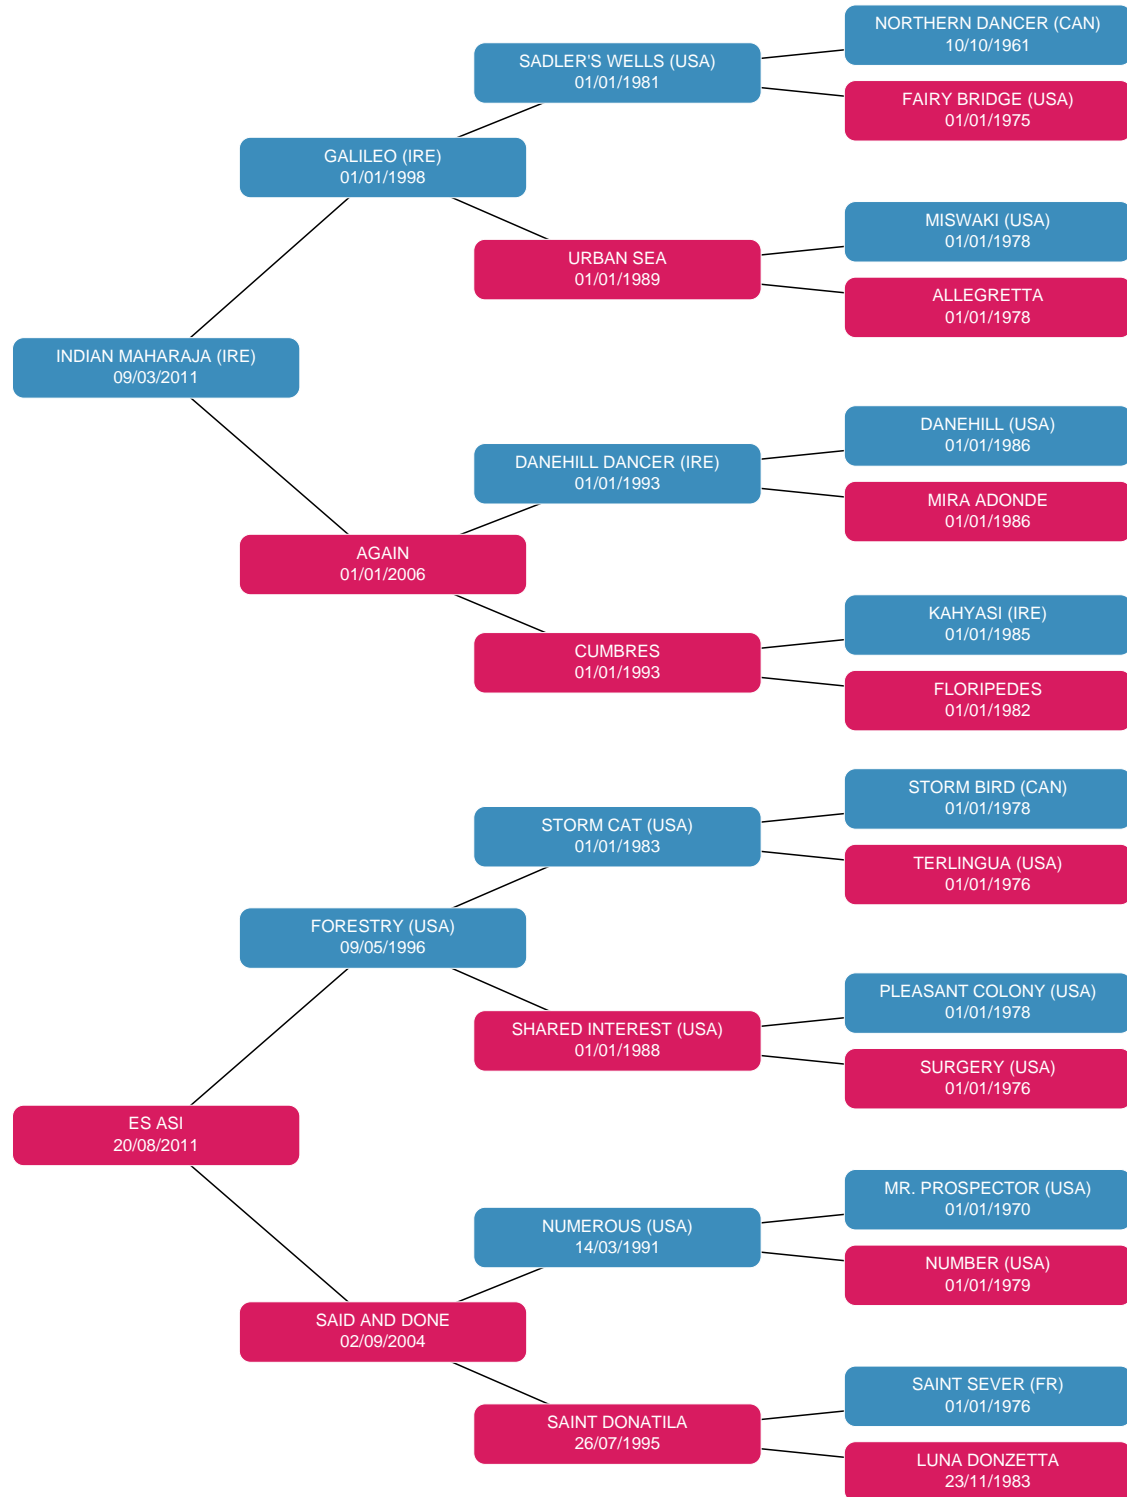 NORTHERN DANCER (CAN)
10/10/1961
SADLER'S WELLS (USA)
01/01/1981
FAIRY BRIDGE (USA)
01/01/1975
GALILEO (IRE)
01/01/1998
MISWAKI (USA)
01/01/1978
URBAN SEA
01/01/1989
ALLEGRETTA
01/01/1978
INDIAN MAHARAJA (IRE)
09/03/2011
DANEHILL (USA)
01/01/1986
DANEHILL DANCER (IRE)
01/01/1993
MIRA ADONDE
01/01/1986
AGAIN
01/01/2006
KAHYASI (IRE)
01/01/1985
CUMBRES
01/01/1993
FLORIPEDES
01/01/1982
STORM BIRD (CAN)
01/01/1978
STORM CAT (USA)
01/01/1983
TERLINGUA (USA)
01/01/1976
FORESTRY (USA)
09/05/1996
PLEASANT COLONY (USA)
01/01/1978
SHARED INTEREST (USA)
01/01/1988
SURGERY (USA)
01/01/1976
ES ASI
20/08/2011
MR. PROSPECTOR (USA)
01/01/1970
NUMEROUS (USA)
14/03/1991
NUMBER (USA)
01/01/1979
SAID AND DONE
02/09/2004
SAINT SEVER (FR)
01/01/1976
SAINT DONATILA
26/07/1995
LUNA DONZETTA
23/11/1983